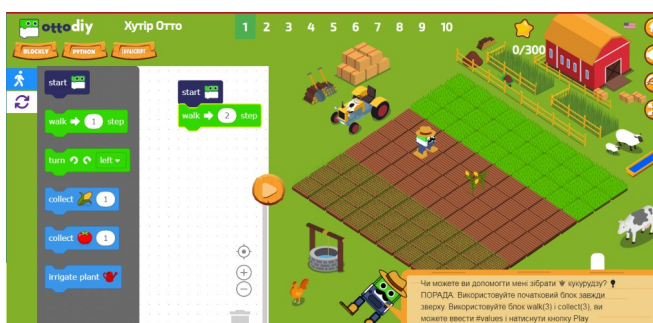 ottodiy Хутір Отто 1 2 3 4 5 6 7 8 9 10
BLOCKLY PYTHON JAVASCRIPT
0/300
start
walk 1 step
turn left
collect 1
collect 1
irrigate plant
start
walk 2 step
Чи можете ви допомогти мені зібрати кукурудзу?
ПОРАДА. Використовуйте початковий блок завжди
зверху. Використовуйте блок walk(3) і collect(3), ви
можете ввести #values і натиснути кнопку Play